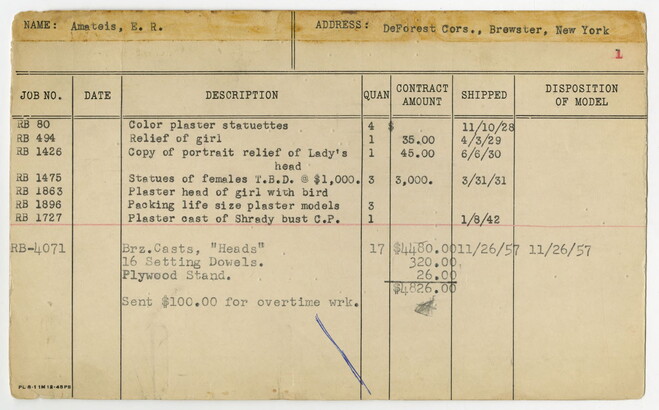 NAME: Amateis, E. R. ADDRESS: DeForest Cors., Brewster, New York
1
JOB NO. DATE DESCRIPTION QUAN CONTRACT AMOUNT SHIPPED DISPOSITION OF MODEL
RB 80 Color plaster statuettes 4 $ 11/10/28
RB 494 Relief of girl 1 35.00 4/3/29
RB 1426 Copy of portrait relief of Lady's 1 45.00 6/6/30
head
RB 1475 Statues of females T.B.D. @ $1,000. 3 3,000. 3/31/31
RB 1863 Plaster head of girl with bird
RB 1896 Packing life size plaster models 3
RB 1727 Plaster cast of Shrady bust C.P. 1 1/8/42
RB-4071 Brz.Casts, "Heads" 17 $4480.00 11/26/57 11/26/57
16 Setting Dowels. 320.00
Plywood Stand. 26.00
$4826.00
Sent $100.00 for overtime wrk.